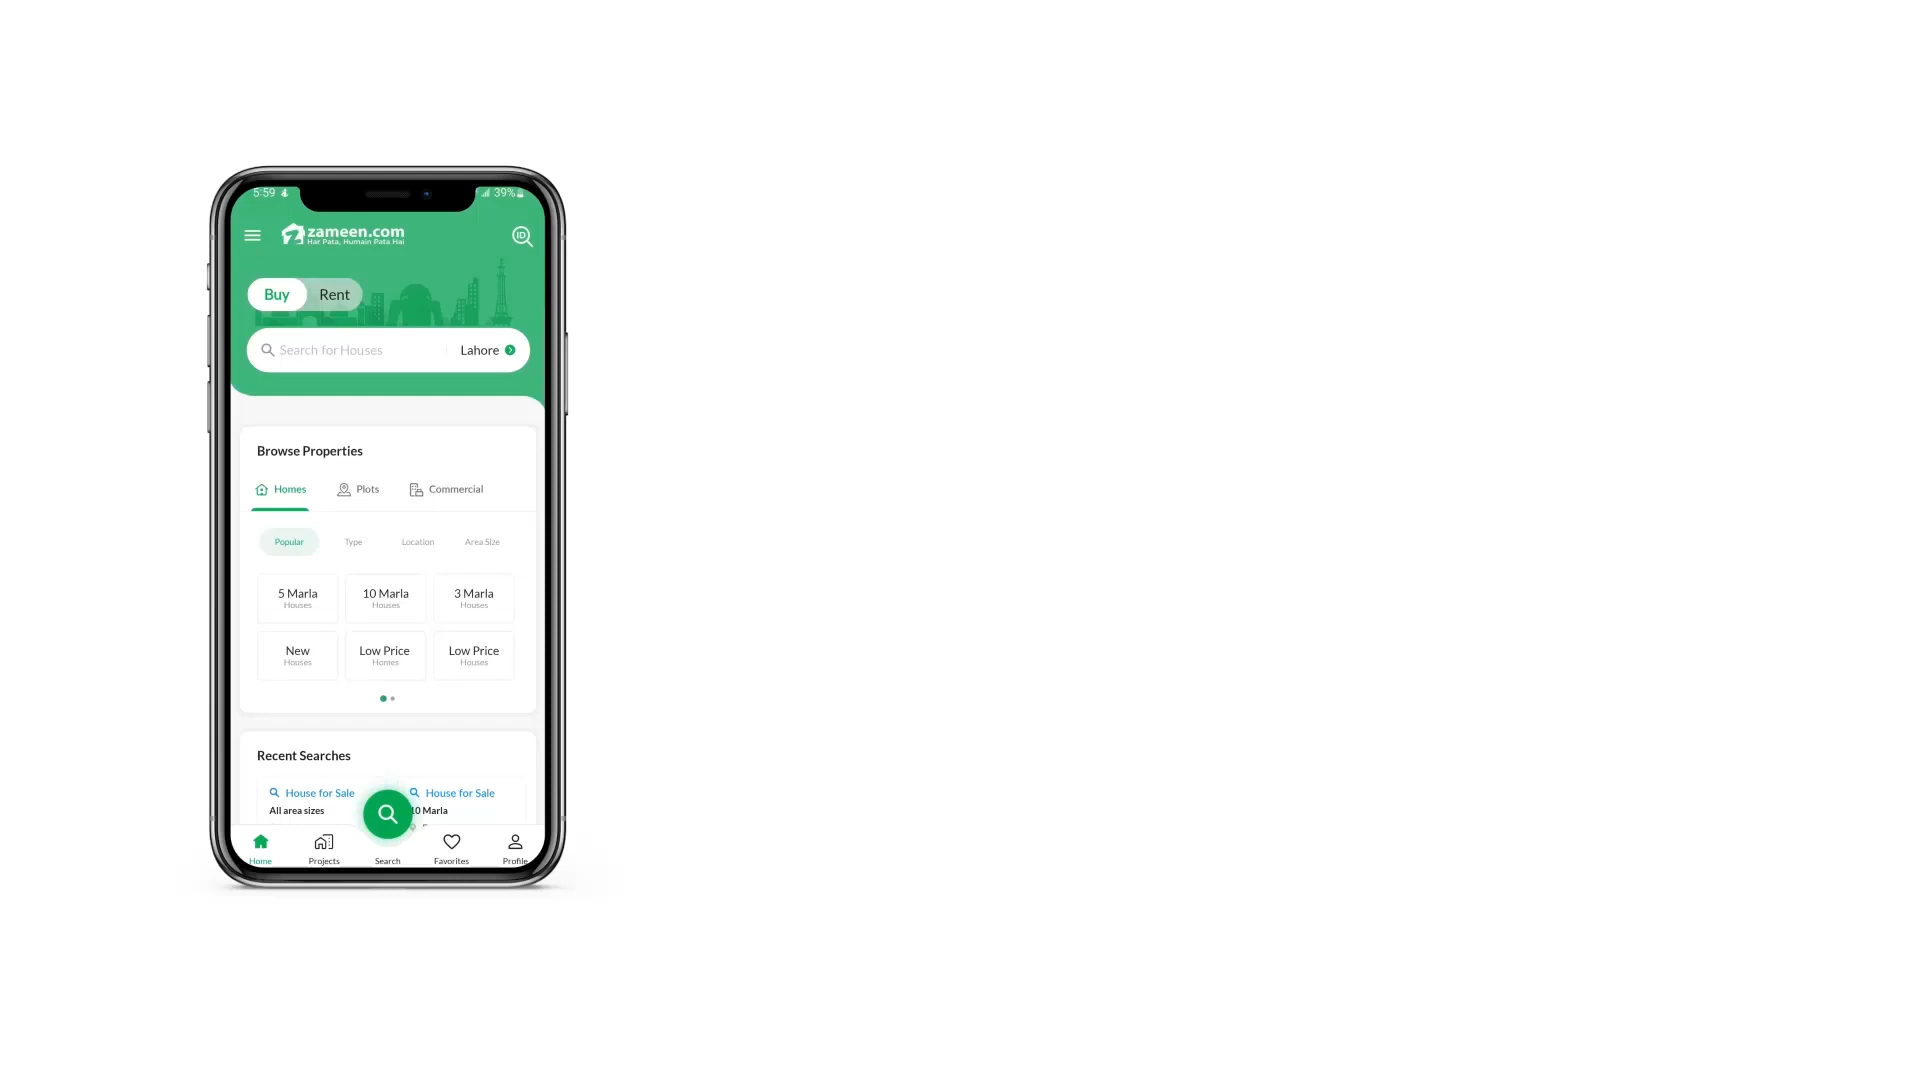 5:59
39%
zameen.com
Har Pata, Humain Pata Hai
ID
Buy Rent
Search for Houses Lahore
Browse Properties
Homes Plots Commercial
Popular Type Location Area Size
5 Marla 10 Marla 3 Marla
Houses Houses Houses
New Low Price Low Price
Houses Homes Houses
Recent Searches
House for Sale House for Sale
All area sizes 10 Marla
Home Projects Search Favorites Profile